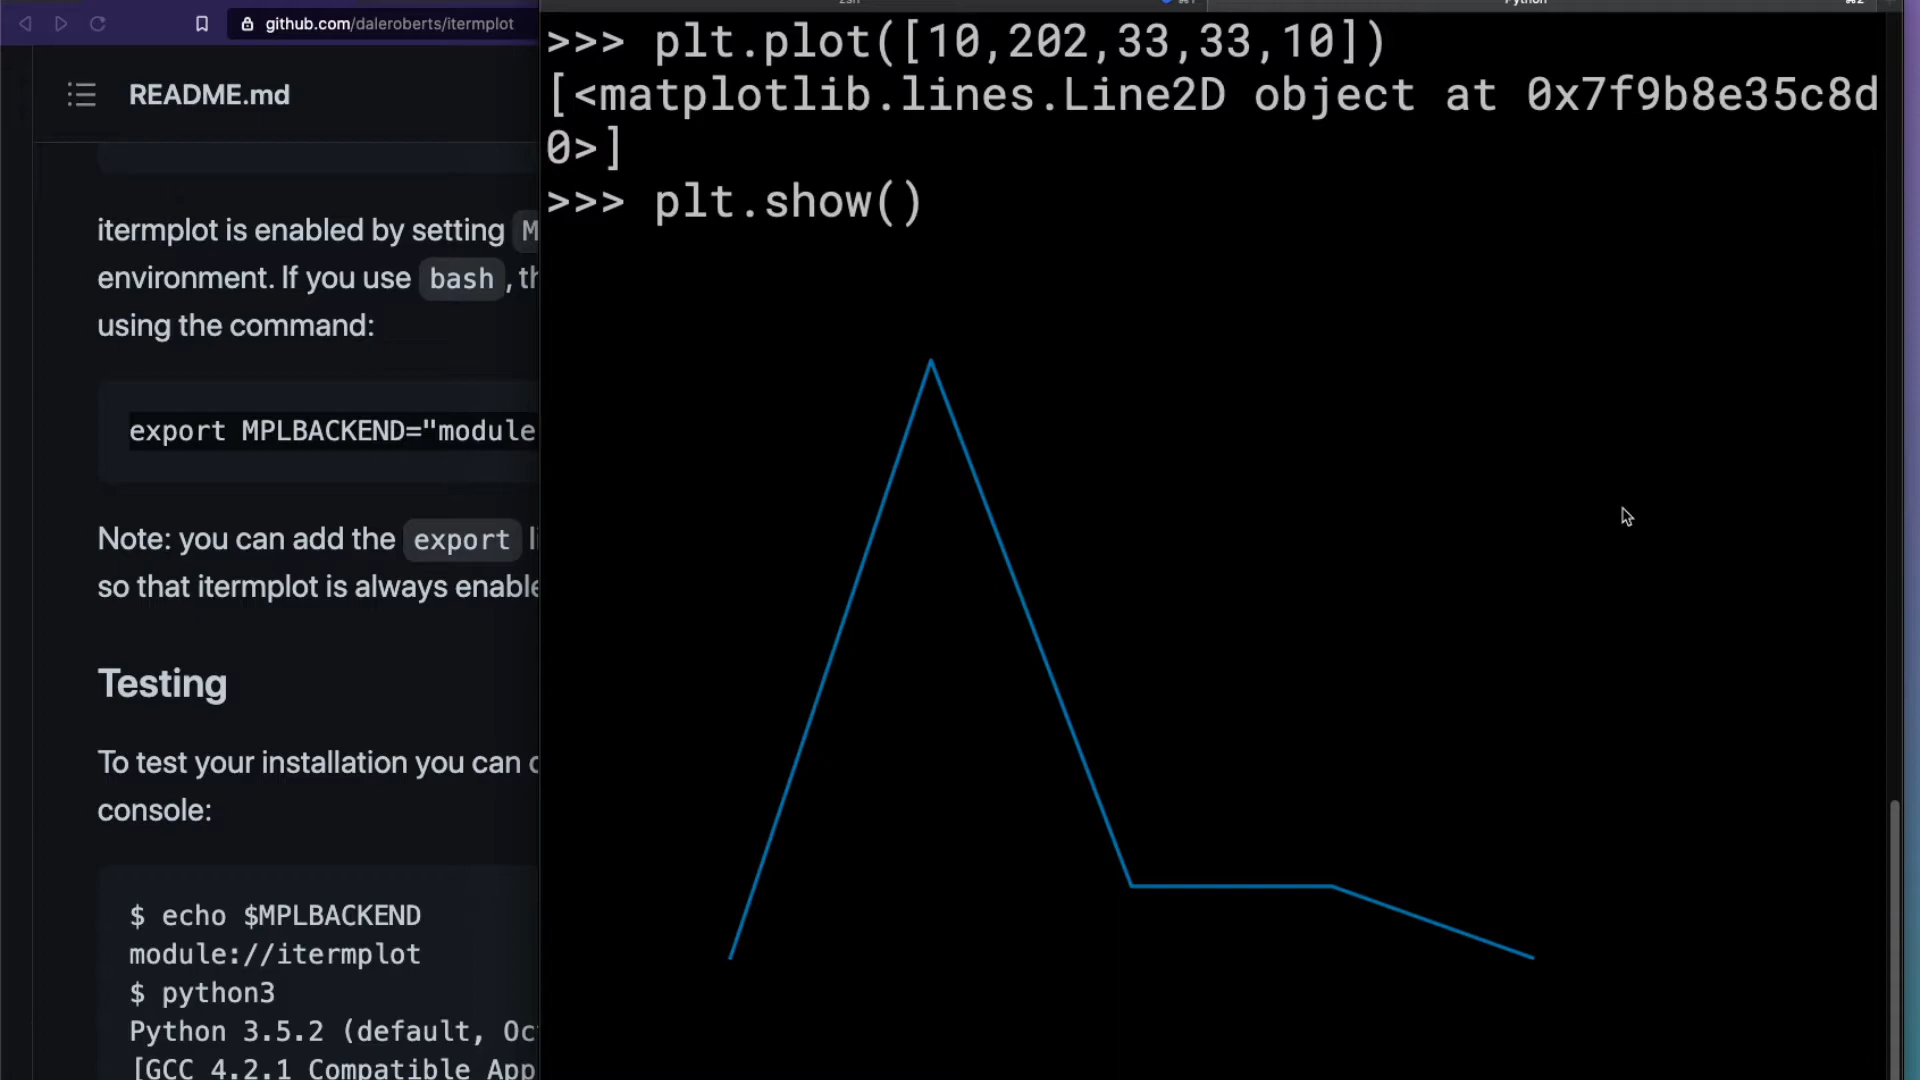 github.com/daleroberts/itermplot
README.md
itermplot is enabled by setting M
environment. If you use bash, th
using the command:
export MPLBACKEND="module
Note: you can add the export li
so that itermplot is always enable
Testing
To test your installation you can
console:
$ echo $MPLBACKEND
module://itermplot
$ python3
Python 3.5.2 (default, Oc
[GCC 4.2.1 Compatible App
>>> plt.plot([10,202,33,33,10])
[<matplotlib.lines.Line2D object at 0x7f9b8e35c8d
0>]
>>> plt.show()